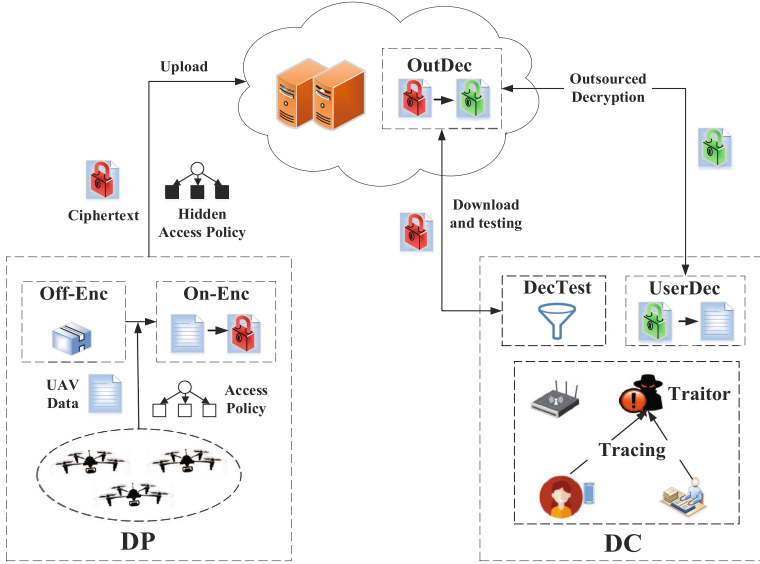 Upload
OutDec
Outsourced
Decryption
Ciphertext
Hidden
Access Policy
Download
and testing
Off-Enc
On-Enc
DecTest
UserDec
UAV
Data
Access
Policy
Traitor
Tracing
DP
DC